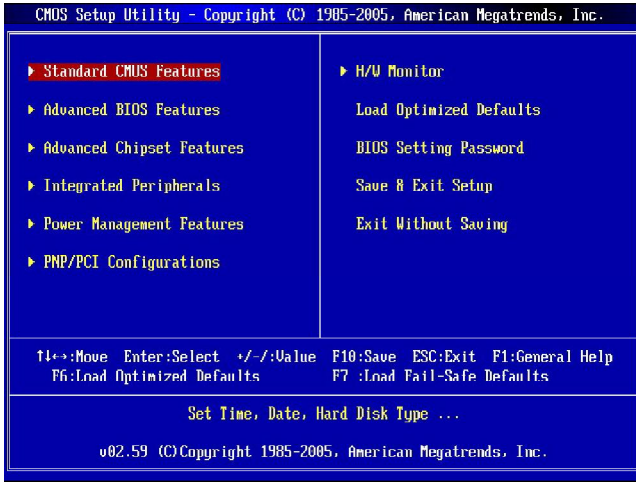 CMOS Setup Utility - Copyright (C) 1985-2005, American Megatrends, Inc.
Standard CMOS Features
Advanced BIOS Features
Advanced Chipset Features
Integrated Peripherals
Power Management Features
PNP/PCI Configurations
H/W Monitor
Load Optimized Defaults
BIOS Setting Password
Save & Exit Setup
Exit Without Saving
↑↓↔:Move Enter:Select +/-/:Value F10:Save ESC:Exit F1:General Help
F6:Load Optimized Defaults F7 :Load Fail-Safe Defaults
Set Time, Date, Hard Disk Type ...
v02.59 (C)Copyright 1985-2005, American Megatrends, Inc.